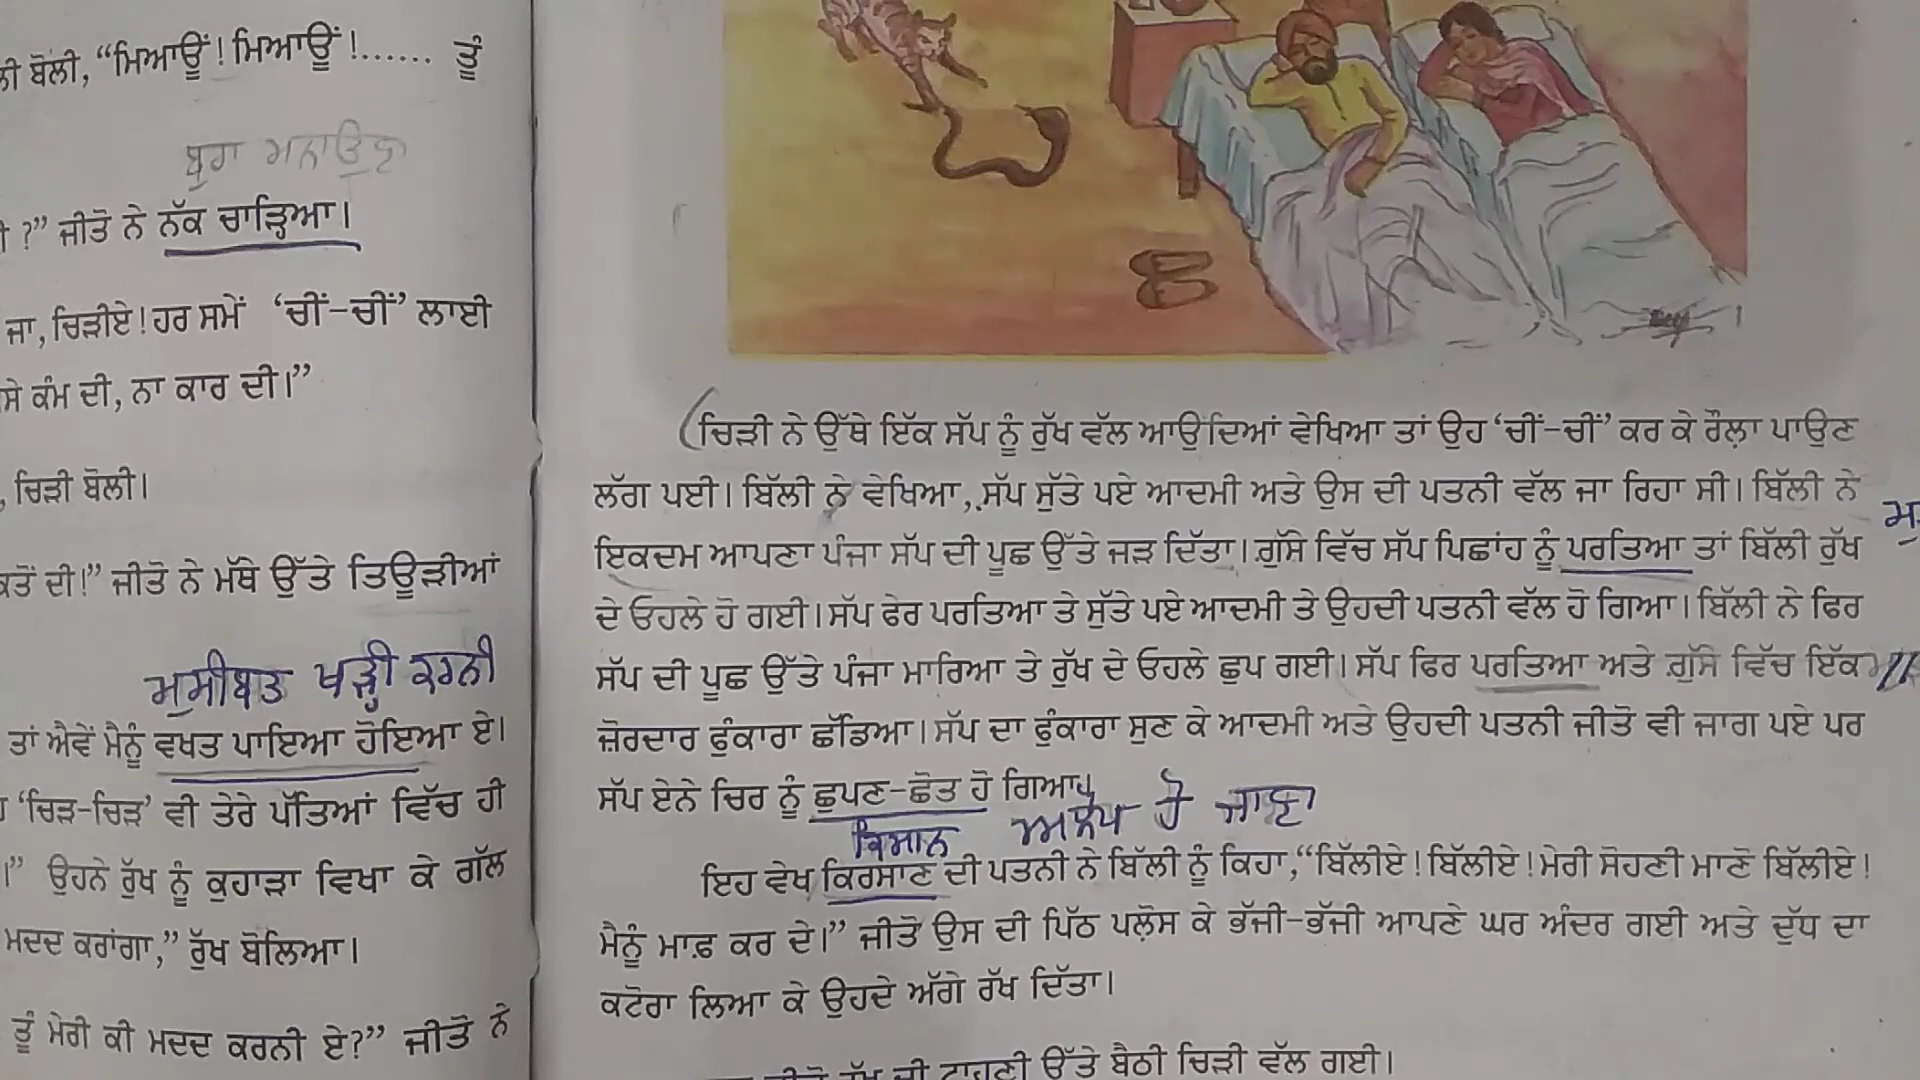 ਬੋਲੀ, “ਮਿਆਊਂ! ਮਿਆਊਂ!...... ਤੂੰ
ਬੁਰਾ ਮਨਾਉਣਾ
?” ਜੀਤੋ ਨੇ ਨੱਕ ਚਾੜ੍ਹਿਆ।
ਜਾ, ਚਿੜੀਏ! ਹਰ ਸਮੇਂ ‘ਚੀਂ-ਚੀਂ’ ਲਾਈ
ਕੰਮ ਦੀ, ਨਾ ਕਾਰ ਦੀ।”
, ਚਿੜੀ ਬੋਲੀ।
ਦੀ!” ਜੀਤੋ ਨੇ ਮੱਥੇ ਉੱਤੇ ਤਿਊੜੀਆਂ
ਮੁਸੀਬਤ ਖੜ੍ਹੀ ਕਰਨੀ
ਤਾਂ ਐਵੇਂ ਮੈਨੂੰ ਵਖਤ ਪਾਇਆ ਹੋਇਆ ਏ।
‘ਚਿੜ-ਚਿੜ’ ਵੀ ਤੇਰੇ ਪੱਤਿਆਂ ਵਿੱਚ ਹੀ
।” ਉਹਨੇ ਰੁੱਖ ਨੂੰ ਕੁਹਾੜਾ ਵਿਖਾ ਕੇ ਗੱਲ
ਮਦਦ ਕਰਾਂਗਾ,” ਰੁੱਖ ਬੋਲਿਆ।
ਤੂੰ ਮੇਰੀ ਕੀ ਮਦਦ ਕਰਨੀ ਏ?” ਜੀਤੋ ਨੇ
(ਚਿੜੀ ਨੇ ਉੱਥੇ ਇੱਕ ਸੱਪ ਨੂੰ ਰੁੱਖ ਵੱਲ ਆਉਂਦਿਆਂ ਵੇਖਿਆ ਤਾਂ ਉਹ ‘ਚੀਂ-ਚੀਂ’ ਕਰ ਕੇ ਰੌਲ਼ਾ ਪਾਉਣ
ਲੱਗ ਪਈ। ਬਿੱਲੀ ਨੇ ਵੇਖਿਆ, ਸੱਪ ਸੁੱਤੇ ਪਏ ਆਦਮੀ ਅਤੇ ਉਸ ਦੀ ਪਤਨੀ ਵੱਲ ਜਾ ਰਿਹਾ ਸੀ। ਬਿੱਲੀ ਨੇ
ਇਕਦਮ ਆਪਣਾ ਪੰਜਾ ਸੱਪ ਦੀ ਪੂਛ ਉੱਤੇ ਜੜ ਦਿੱਤਾ। ਗ਼ੁੱਸੇ ਵਿੱਚ ਸੱਪ ਪਿਛਾਂਹ ਨੂੰ ਪਰਤਿਆ ਤਾਂ ਬਿੱਲੀ ਰੁੱਖ
ਦੇ ਓਹਲੇ ਹੋ ਗਈ। ਸੱਪ ਫੇਰ ਪਰਤਿਆ ਤੇ ਸੁੱਤੇ ਪਏ ਆਦਮੀ ਤੇ ਉਹਦੀ ਪਤਨੀ ਵੱਲ ਹੋ ਗਿਆ। ਬਿੱਲੀ ਨੇ ਫਿਰ
ਸੱਪ ਦੀ ਪੂਛ ਉੱਤੇ ਪੰਜਾ ਮਾਰਿਆ ਤੇ ਰੁੱਖ ਦੇ ਓਹਲੇ ਛੁਪ ਗਈ। ਸੱਪ ਫਿਰ ਪਰਤਿਆ ਅਤੇ ਗ਼ੁੱਸੇ ਵਿੱਚ ਇੱਕ
ਜ਼ੋਰਦਾਰ ਫੁੰਕਾਰਾ ਛੱਡਿਆ। ਸੱਪ ਦਾ ਫੁੰਕਾਰਾ ਸੁਣ ਕੇ ਆਦਮੀ ਅਤੇ ਉਹਦੀ ਪਤਨੀ ਜੀਤੋ ਵੀ ਜਾਗ ਪਏ ਪਰ
ਸੱਪ ਏਨੇ ਚਿਰ ਨੂੰ ਛੁਪਣ-ਛੋਤ ਹੋ ਗਿਆ।
ਕਿਸਾਨ ਅਲੋਪ ਹੋ ਜਾਣਾ
ਇਹ ਵੇਖ ਕਿਰਸਾਣ ਦੀ ਪਤਨੀ ਨੇ ਬਿੱਲੀ ਨੂੰ ਕਿਹਾ, “ਬਿੱਲੀਏ! ਬਿੱਲੀਏ! ਮੇਰੀ ਸੋਹਣੀ ਮਾਣੋ ਬਿੱਲੀਏ!
ਮੈਨੂੰ ਮਾਫ਼ ਕਰ ਦੇ।” ਜੀਤੋ ਉਸ ਦੀ ਪਿੱਠ ਪਲੋਸ ਕੇ ਭੱਜੀ-ਭੱਜੀ ਆਪਣੇ ਘਰ ਅੰਦਰ ਗਈ ਅਤੇ ਦੁੱਧ ਦਾ
ਕਟੋਰਾ ਲਿਆ ਕੇ ਉਹਦੇ ਅੱਗੇ ਰੱਖ ਦਿੱਤਾ।
ਟਾਹਣੀ ਉੱਤੇ ਬੈਠੀ ਚਿੜੀ ਵੱਲ ਗਈ।